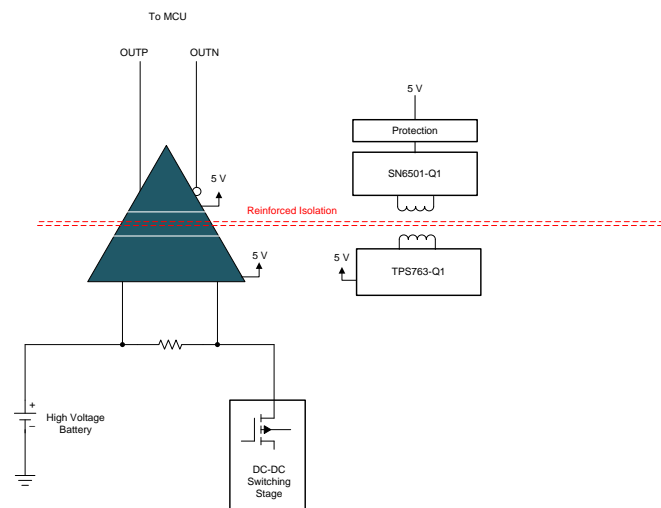 To MCU
OUTP
OUTN
5 V
Protection
SN6501-Q1
5 V
Reinforced Isolation
5 V
5 V
TPS763-Q1
+
–
High Voltage
Battery
DC-DC
Switching
Stage